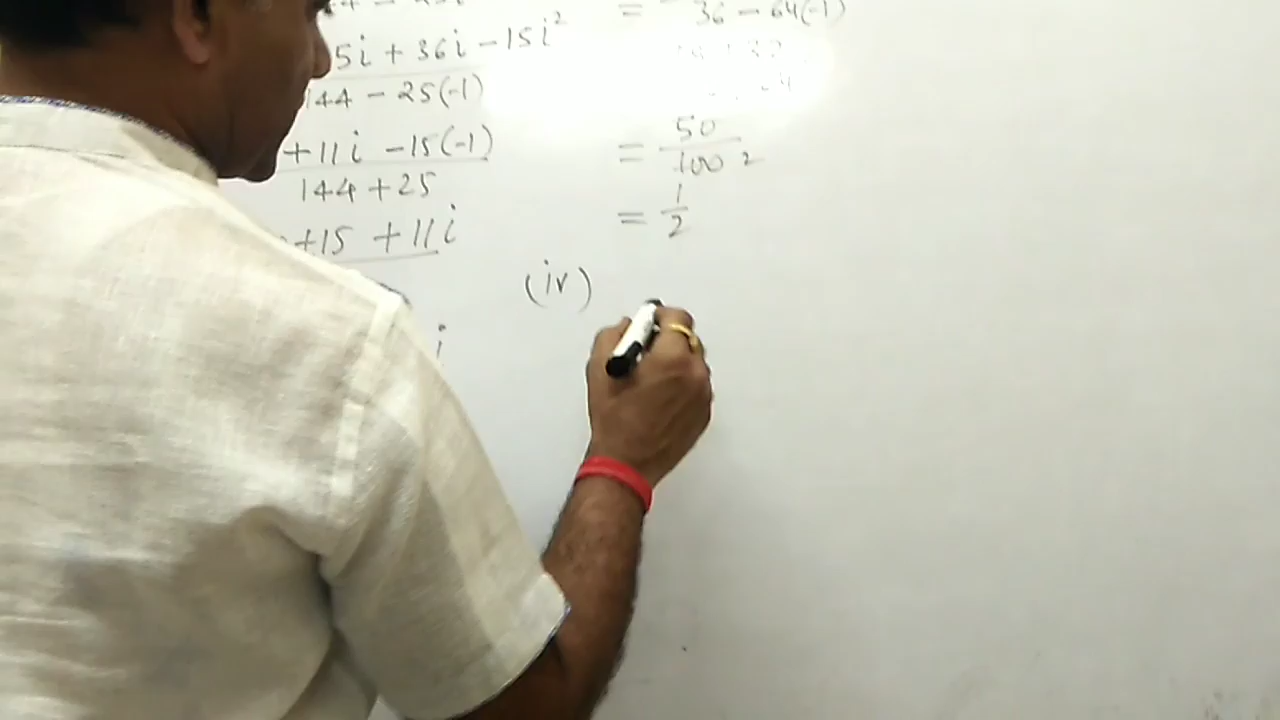 5i + 36i - 15i²
144 - 25(-1)
+ 11i - 15(-1)
144 + 25
+15 + 11i
i
= 36 - 64(-1)
= 50
100 2
= 1
2
(iv)